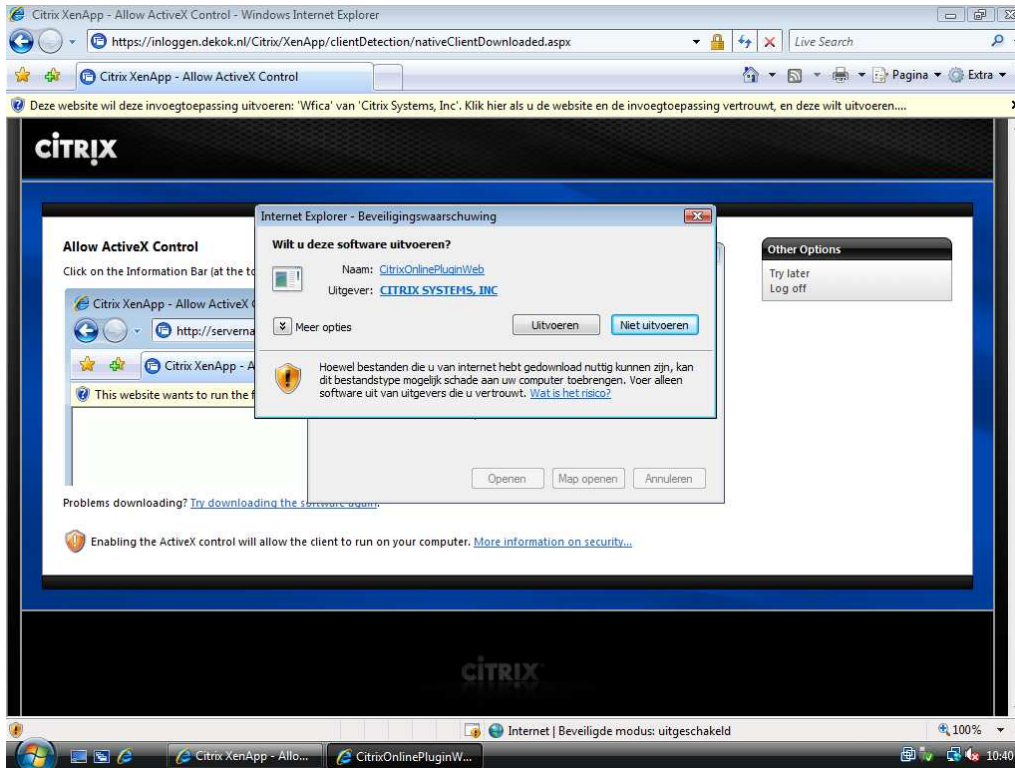 Citrix XenApp - Allow ActiveX Control - Windows Internet Explorer
https://inloggen.dekok.nl/Citrix/XenApp/clientDetection/nativeClientDownloaded.aspx
Live Search
Citrix XenApp - Allow ActiveX Control
Pagina
Extra
Deze website wil deze invoegtoepassing uitvoeren: 'Wfica' van 'Citrix Systems, Inc'. Klik hier als u de website en de invoegtoepassing vertrouwt, en deze wilt uitvoeren....
CITRIX
Internet Explorer - Beveiligingswaarschuwing
Wilt u deze software uitvoeren?
Naam: CitrixOnlinePluginWeb
Uitgever: CITRIX SYSTEMS, INC
Meer opties
Uitvoeren
Niet uitvoeren
Hoewel bestanden die u van internet hebt gedownload nuttig kunnen zijn, kan
dit bestandstype mogelijk schade aan uw computer toebrengen. Voer alleen
software uit van uitgevers die u vertrouwt. Wat is het risico?
Allow ActiveX Control
Click on the Information Bar (at the to
Citrix XenApp - Allow ActiveX
http://serverna
Citrix XenApp - A
This website wants to run the f
Openen
Map openen
Annuleren
Problems downloading? Try downloading the software again.
Enabling the ActiveX control will allow the client to run on your computer. More information on security...
Other Options
Try later
Log off
CITRIX
Internet | Beveiligde modus: uitgeschakeld
100%
Citrix XenApp - Allo...
CitrixOnlinePluginW...
10:40